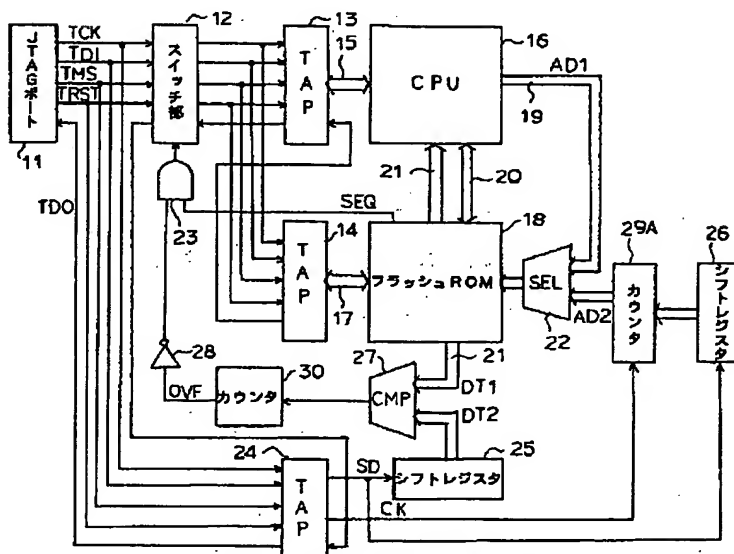 12
13
16
TCK
TDI
TMS
TRST
JTAGポート
11
TDO
スイッチ部
TAP
15
CPU
AD1
19
21
20
23
SEQ
14
TAP
17
18
フラッシュROM
SEL
22
29A
カウンタ
AD2
26
シフトレジスタ
28
OVF
30
カウンタ
27
CMP
21
DT1
DT2
25
シフトレジスタ
24
TAP
SD
CK